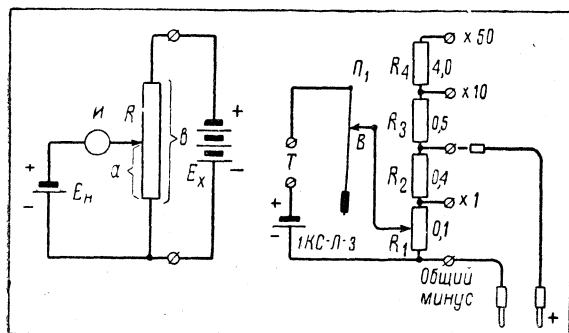 И
R
а
в
+
-
Eн
+
-
Eх
П₁
В
Т
+
-
1КС-Л-3
R₄
4,0
x 50
x 10
R₃
0,5
R₂
0,4
x 1
R₁
0,1
Общий
минус
+